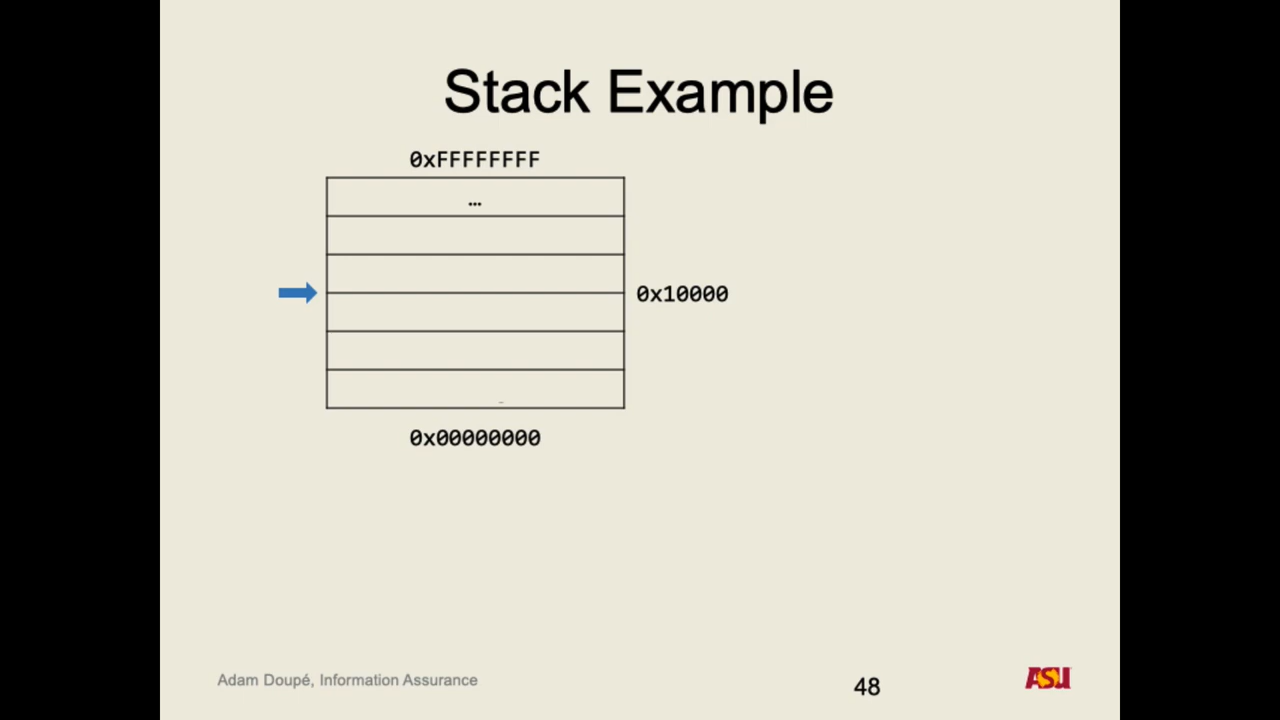 Stack Example
0xFFFFFFFF
…
0x10000
0x00000000
Adam Doupé, Information Assurance
48
ASU